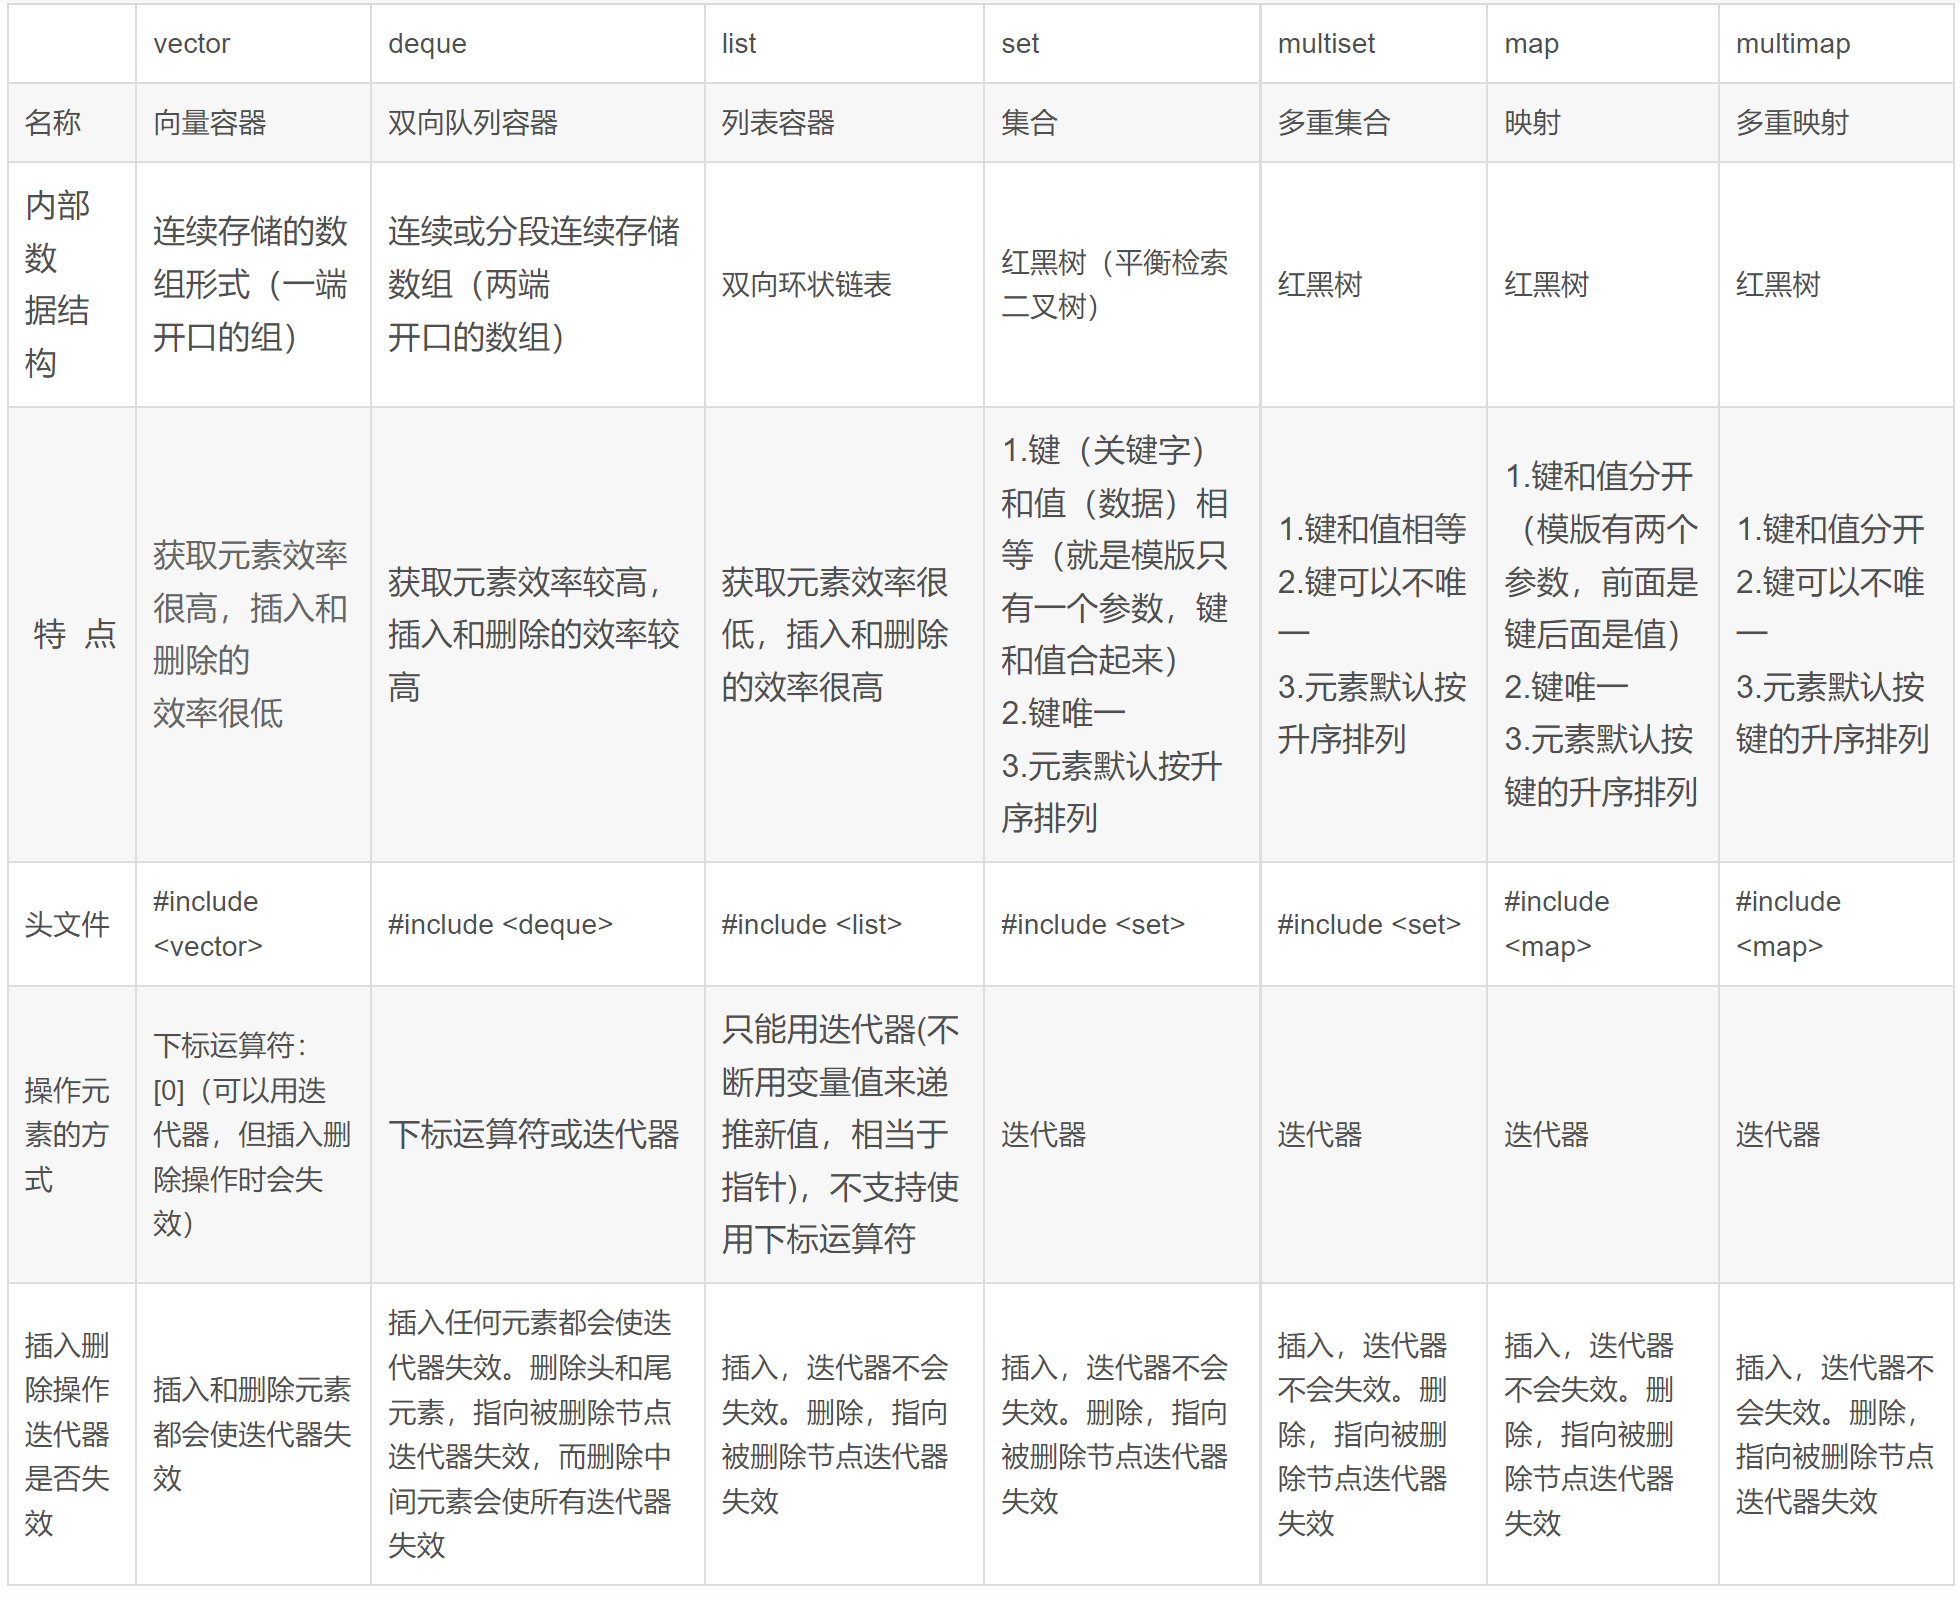 vector
deque
list
set
multiset
map
multimap
名称
向量容器
双向队列容器
列表容器
集合
多重集合
映射
多重映射
内部
数
据结
构
连续存储的数
组形式（一端
开口的组）
连续或分段连续存储
数组（两端
开口的数组）
双向环状链表
红黑树（平衡检索
二叉树）
红黑树
红黑树
红黑树
特 点
获取元素效率
很高，插入和
删除的
效率很低
获取元素效率较高，
插入和删除的效率较
高
获取元素效率很
低，插入和删除
的效率很高
1.键（关键字）
和值（数据）相
等（就是模版只
有一个参数，键
和值合起来）
2.键唯一
3.元素默认按升
序排列
1.键和值相等
2.键可以不唯
一
3.元素默认按
升序排列
1.键和值分开
（模版有两个
参数，前面是
键后面是值）
2.键唯一
3.元素默认按
键的升序排列
1.键和值分开
2.键可以不唯
一
3.元素默认按
键的升序排列
头文件
#include
<vector>
#include <deque>
#include <list>
#include <set>
#include <set>
#include
<map>
#include
<map>
操作元
素的方
式
下标运算符：
[0]（可以用迭
代器，但插入删
除操作时会失
效）
下标运算符或迭代器
只能用迭代器(不
断用变量值来递
推新值，相当于
指针)，不支持使
用下标运算符
迭代器
迭代器
迭代器
迭代器
插入删
除操作
迭代器
是否失
效
插入和删除元素
都会使迭代器失
效
插入任何元素都会使迭
代器失效。删除头和尾
元素，指向被删除节点
迭代器失效，而删除中
间元素会使所有迭代器
失效
插入，迭代器不会
失效。删除，指向
被删除节点迭代器
失效
插入，迭代器不会
失效。删除，指向
被删除节点迭代器
失效
插入，迭代器
不会失效。删
除，指向被删
除节点迭代器
失效
插入，迭代器
不会失效。删
除，指向被删
除节点迭代器
失效
插入，迭代器不
会失效。删除，
指向被删除节点
迭代器失效